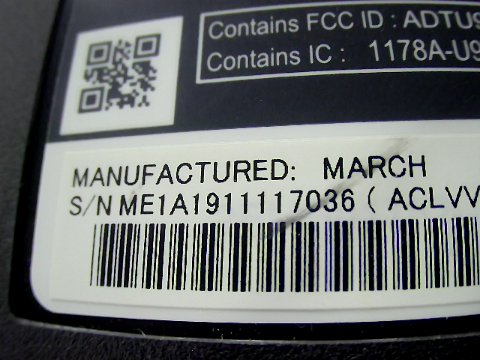 Contains FCC ID : ADTU9
Contains IC : 1178A-U9
MANUFACTURED: MARCH
S/N ME1A1911117036 ( ACLVV